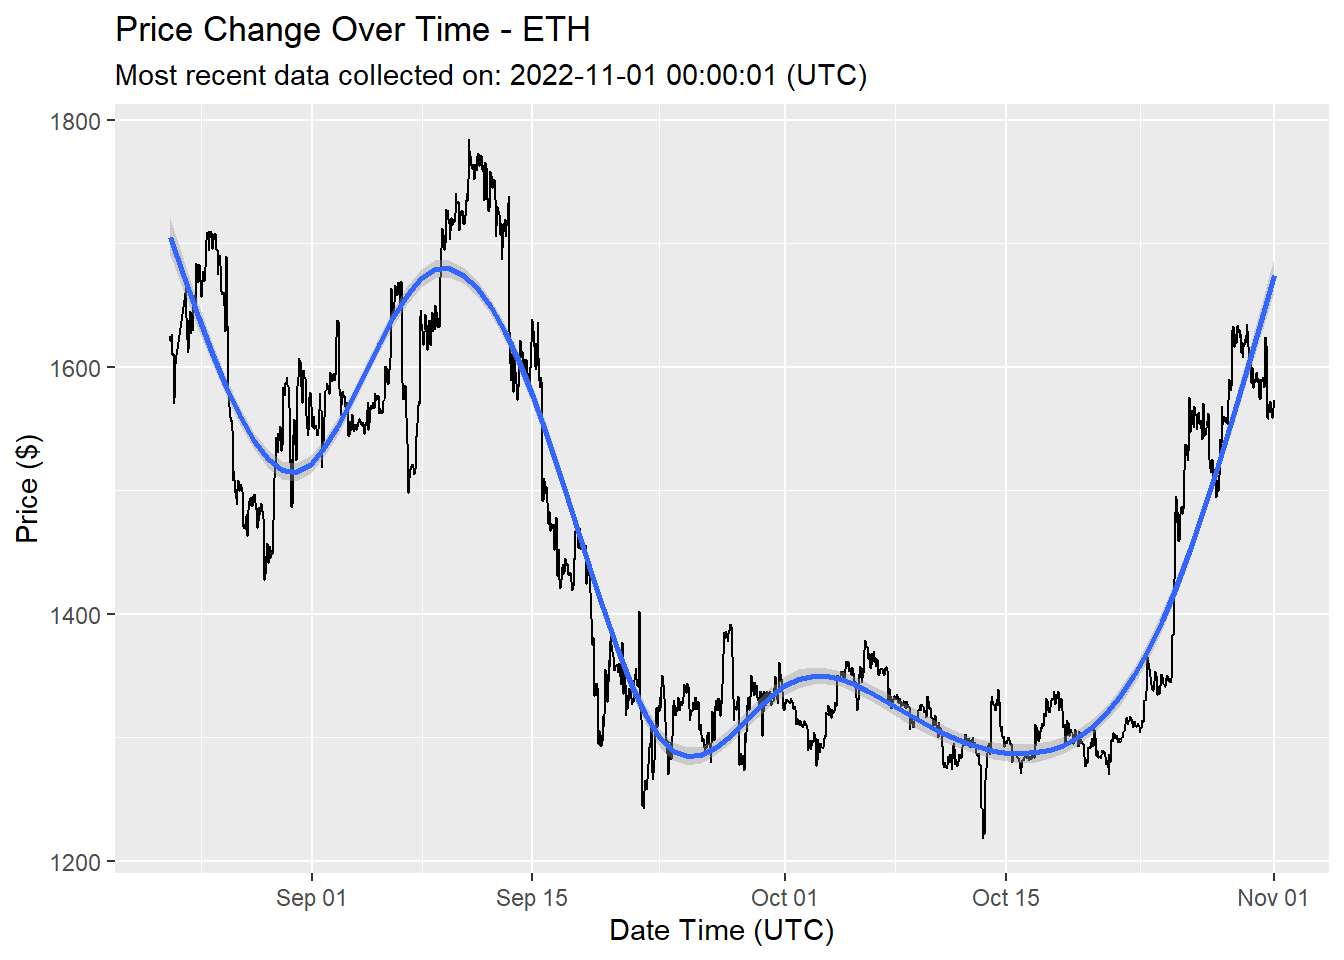 Price Change Over Time - ETH
Most recent data collected on: 2022-11-01 00:00:01 (UTC)
1800
1600
1400
1200
Price ($)
Sep 01
Sep 15
Oct 01
Oct 15
Nov 01
Date Time (UTC)